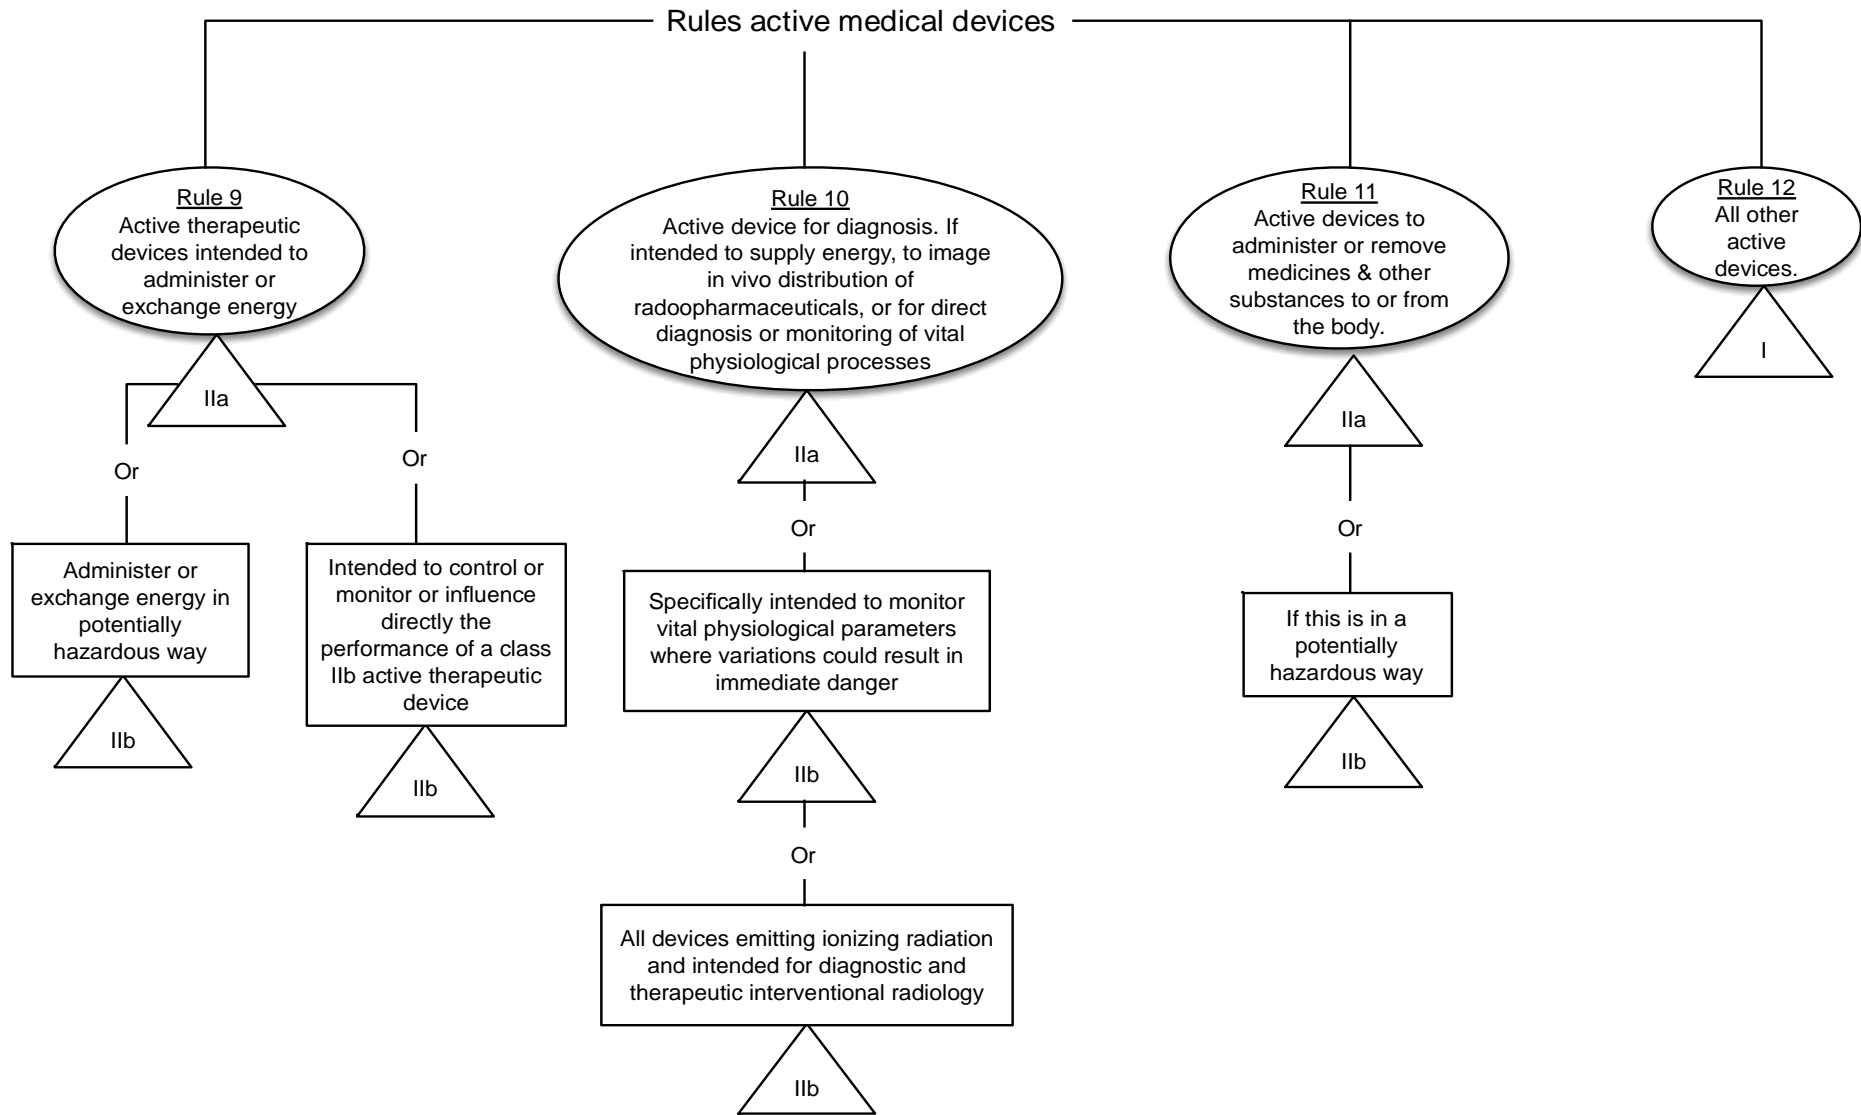 Rules active medical devices
Rule 9
Active therapeutic
devices intended to
administer or
exchange energy
IIa
Or
Administer or
exchange energy in
potentially
hazardous way
IIb
Or
Intended to control or
monitor or influence
directly the
performance of a class
IIb active therapeutic
device
IIb
Rule 10
Active device for diagnosis. If
intended to supply energy, to image
in vivo distribution of
radoopharmaceuticals, or for direct
diagnosis or monitoring of vital
physiological processes
IIa
Or
Specifically intended to monitor
vital physiological parameters
where variations could result in
immediate danger
IIb
Or
All devices emitting ionizing radiation
and intended for diagnostic and
therapeutic interventional radiology
IIb
Rule 11
Active devices to
administer or remove
medicines & other
substances to or from
the body.
IIa
Or
If this is in a
potentially
hazardous way
IIb
Rule 12
All other
active
devices.
I